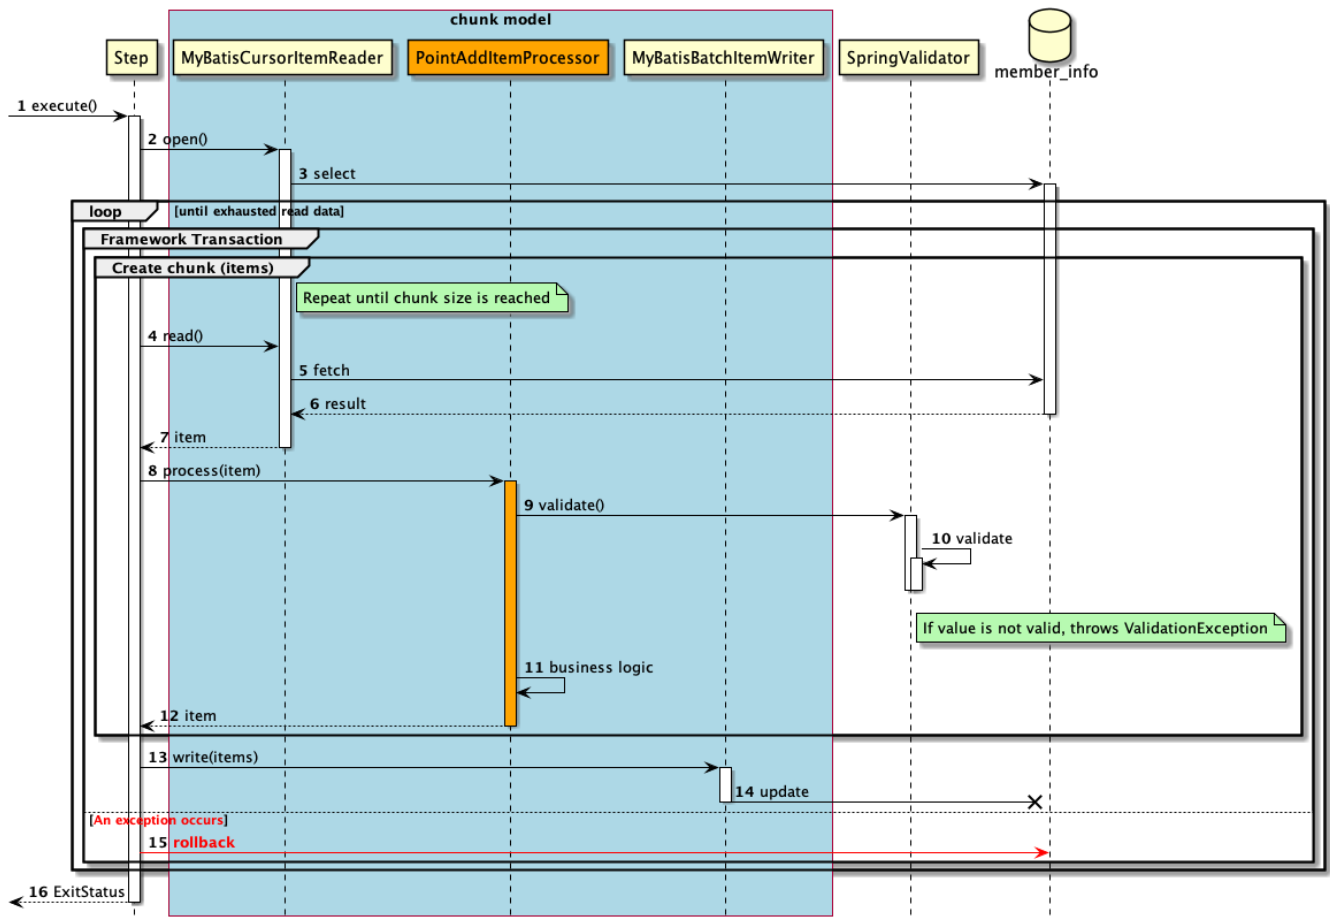 chunk model
Step
MyBatisCursorItemReader
PointAddItemProcessor
MyBatisBatchItemWriter
SpringValidator
member_info
1 execute()
2 open()
3 select
loop
[until exhausted read data]
Framework Transaction
Create chunk (items)
Repeat until chunk size is reached
4 read()
5 fetch
6 result
7 item
8 process(item)
9 validate()
10 validate
If value is not valid, throws ValidationException
11 business logic
12 item
13 write(items)
14 update
[An exception occurs]
15 rollback
16 ExitStatus